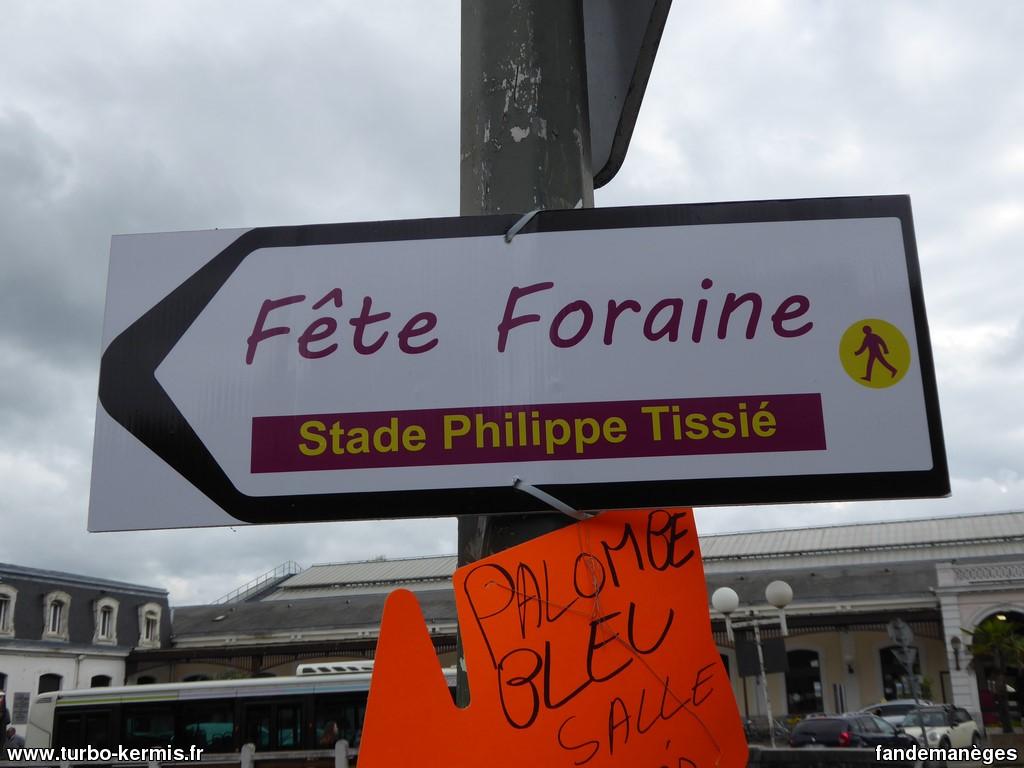 Fête Foraine
Stade Philippe Tissié
PALOMBE
BLEU
SALLE
www.turbo-kermis.fr
fandemanèges